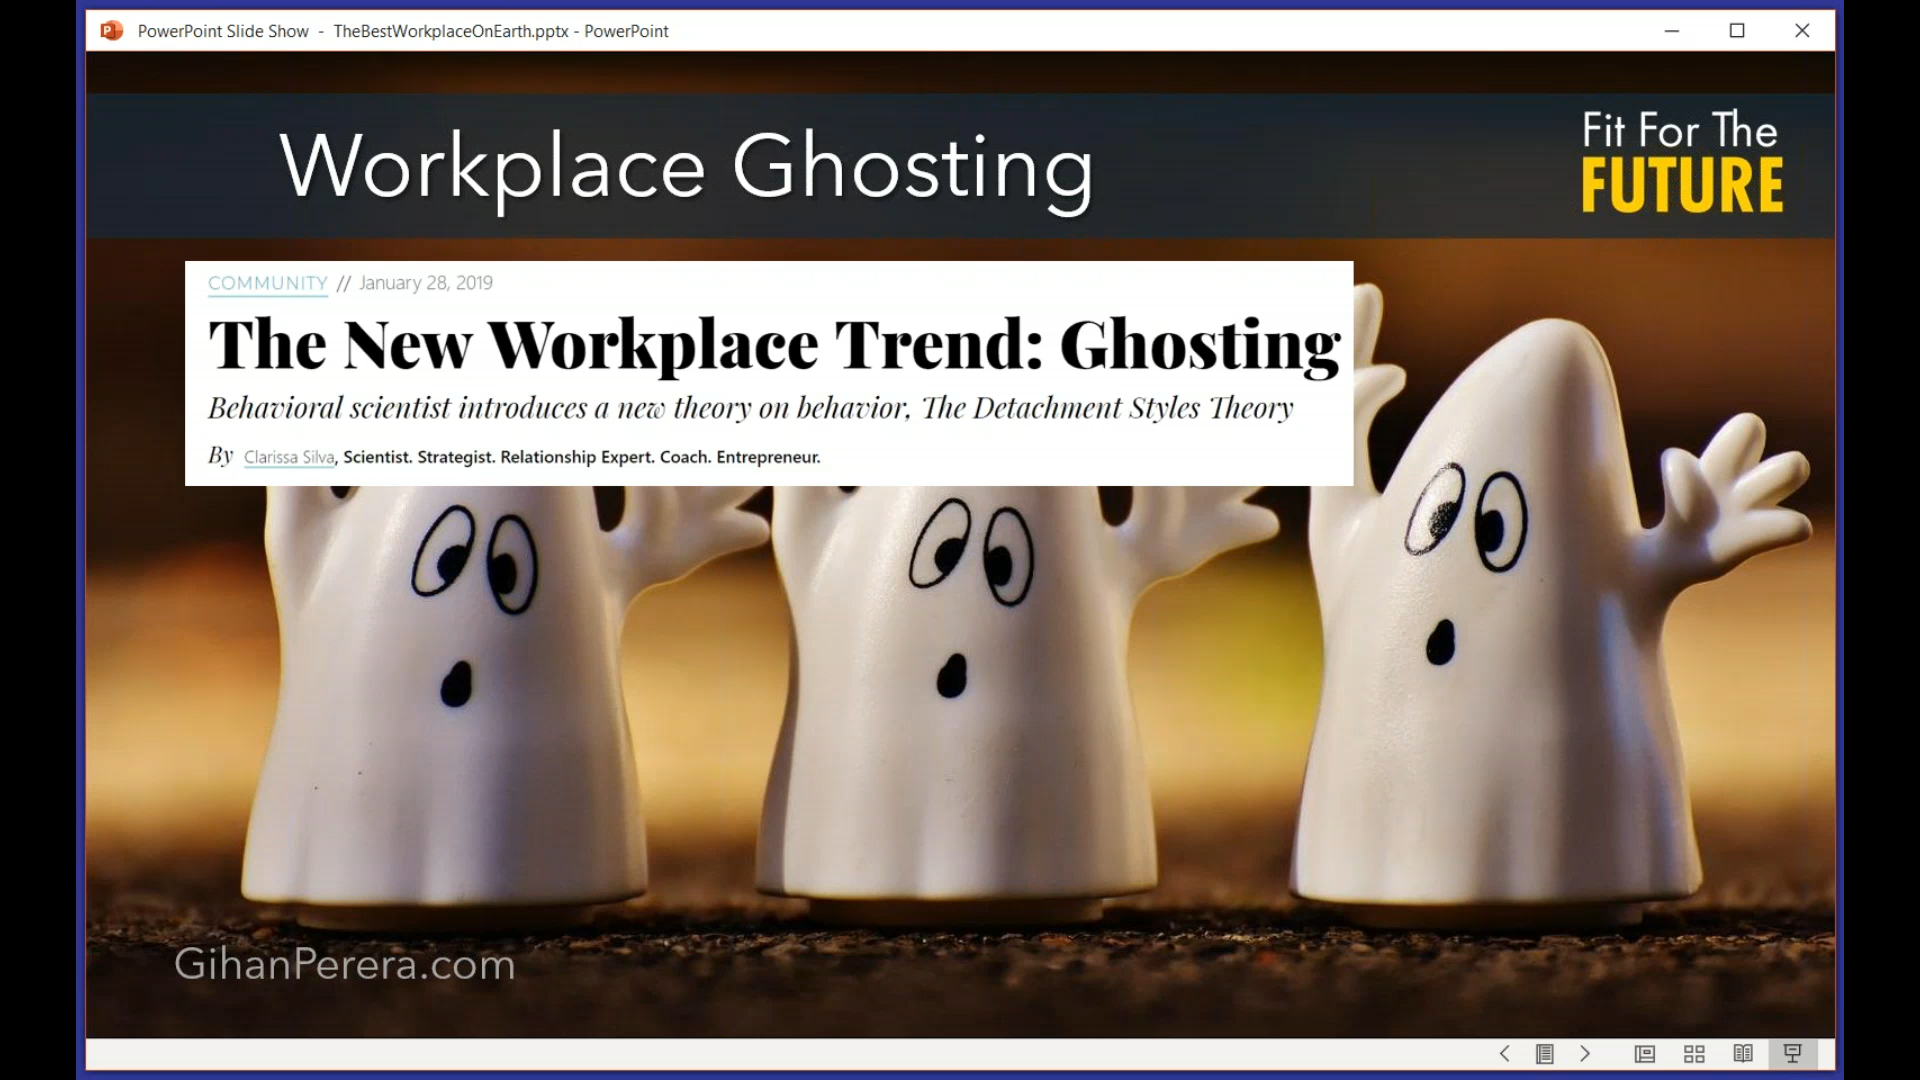 PowerPoint Slide Show - TheBestWorkplaceOnEarth.pptx - PowerPoint
Workplace Ghosting
Fit For The
FUTURE
COMMUNITY // January 28, 2019
The New Workplace Trend: Ghosting
Behavioral scientist introduces a new theory on behavior, The Detachment Styles Theory
By Clarissa Silva, Scientist. Strategist. Relationship Expert. Coach. Entrepreneur.
GihanPerera.com